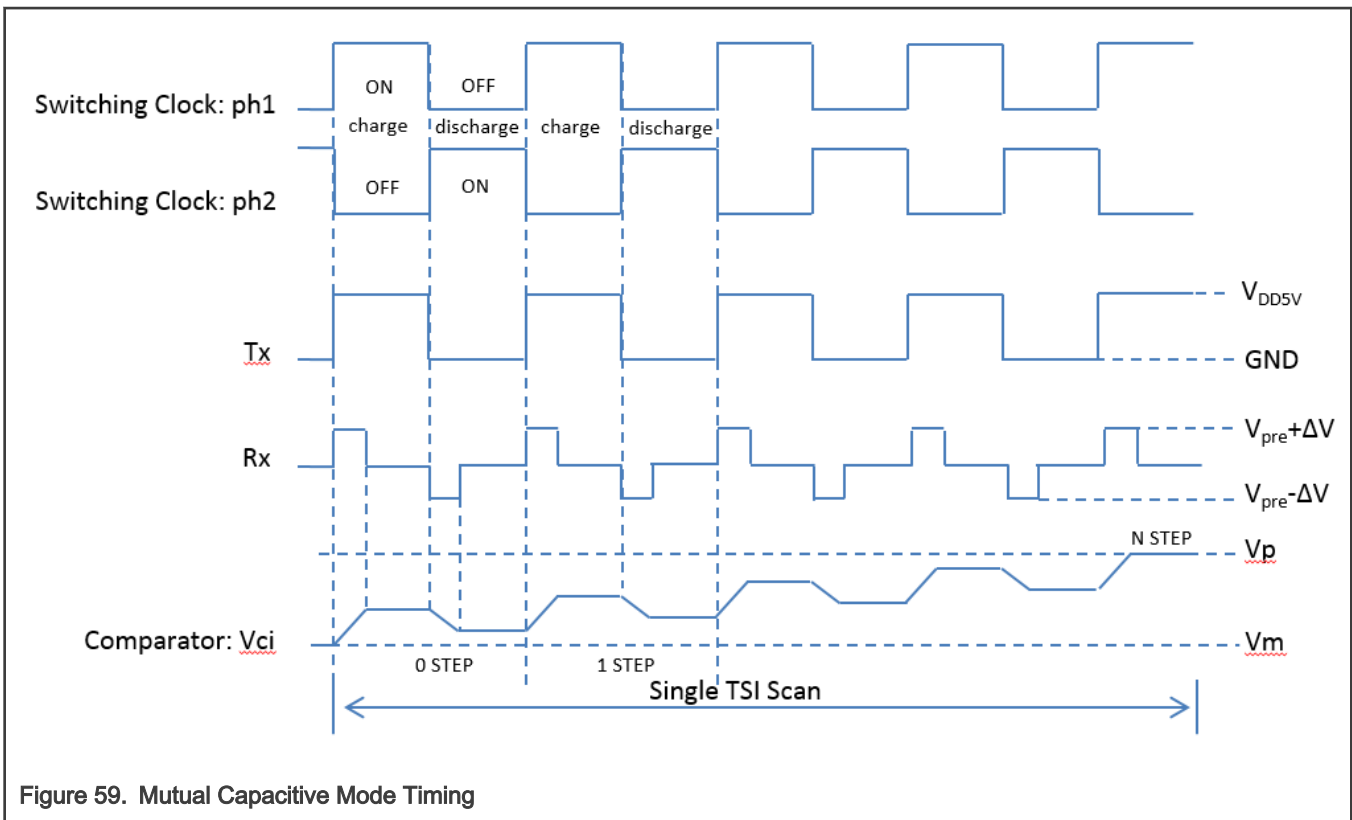 ON
OFF
Switching Clock: ph1
charge
discharge
charge
discharge
OFF
ON
Switching Clock: ph2
VDD5V
Tx
GND
Vpre+ΔV
Rx
Vpre-ΔV
N STEP
Vp
Comparator: Vci
Vm
0 STEP
1 STEP
Single TSI Scan
Figure 59. Mutual Capacitive Mode Timing